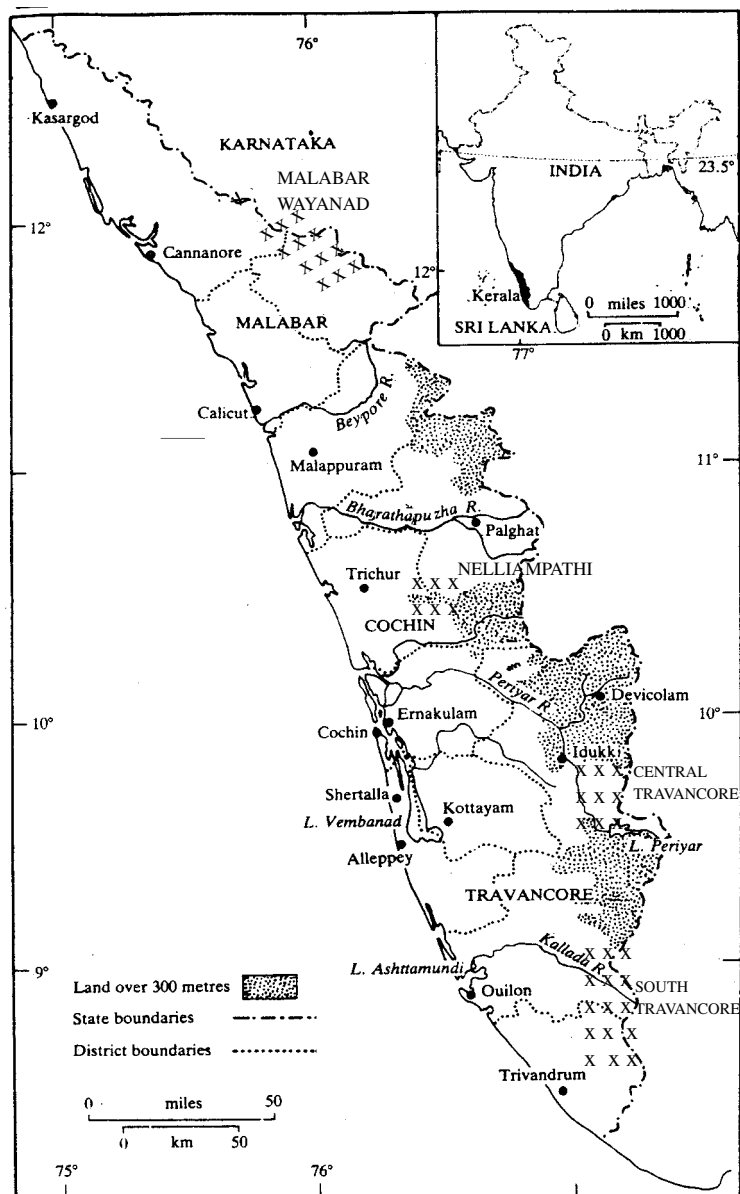 76°
Kasargod
KARNATAKA
MALABAR
WAYANAD
X X X
X X X
X X X
X X X
12°
Cannanore
MALABAR
Calicut
Beypore R.
Malappuram
Bharathapuzha R.
Palghat
11°
NELLIAMPATHI
Trichur
X X X
X X X
COCHIN
Periyar R.
Devicolam
10°
10°
Ernakulam
Cochin
Idukki
X X X
CENTRAL
TRAVANCORE
X X X
X X X
Shertalla
L. Vembanad
Kottayam
L. Periyar
Alleppey
TRAVANCORE
Kallada R.
X X X
9°
L. Ashttamundi
X X X
SOUTH
TRAVANCORE
Quilon
X X X
X X X
X X X
Trivandrum
Land over 300 metres
State boundaries
District boundaries
0 miles 50
0 km 50
75°
76°
INDIA
23.5°
12°
Kerala
0 miles 1000
0 km 1000
SRI LANKA
77°